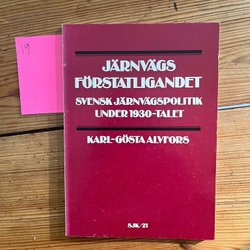 19
JÄRNVÄGS
FÖRSTATLIGANDET
SVENSK JÄRNVÄGSPOLITIK
UNDER 1930-TALET
KARL-GÖSTA ALVFORS
SJK/21